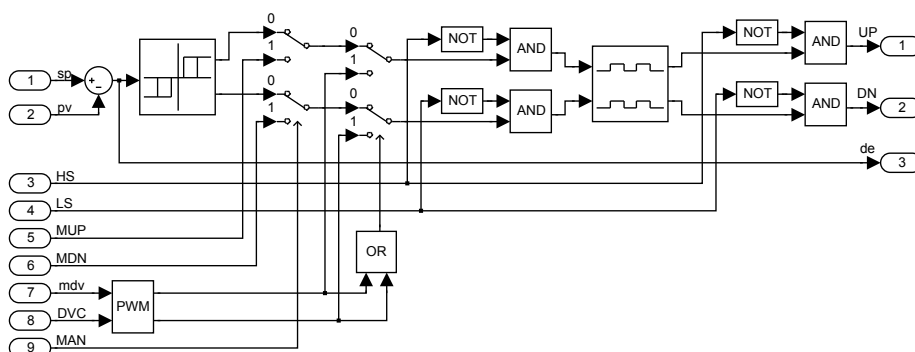 0
0
1
1
NOT
AND
NOT
AND
UP
1
1
sp
+
−
2
pv
0
0
1
1
NOT
AND
NOT
AND
DN
2
de
3
3
HS
4
LS
5
MUP
6
MDN
OR
7
mdv
8
DVC
PWM
9
MAN